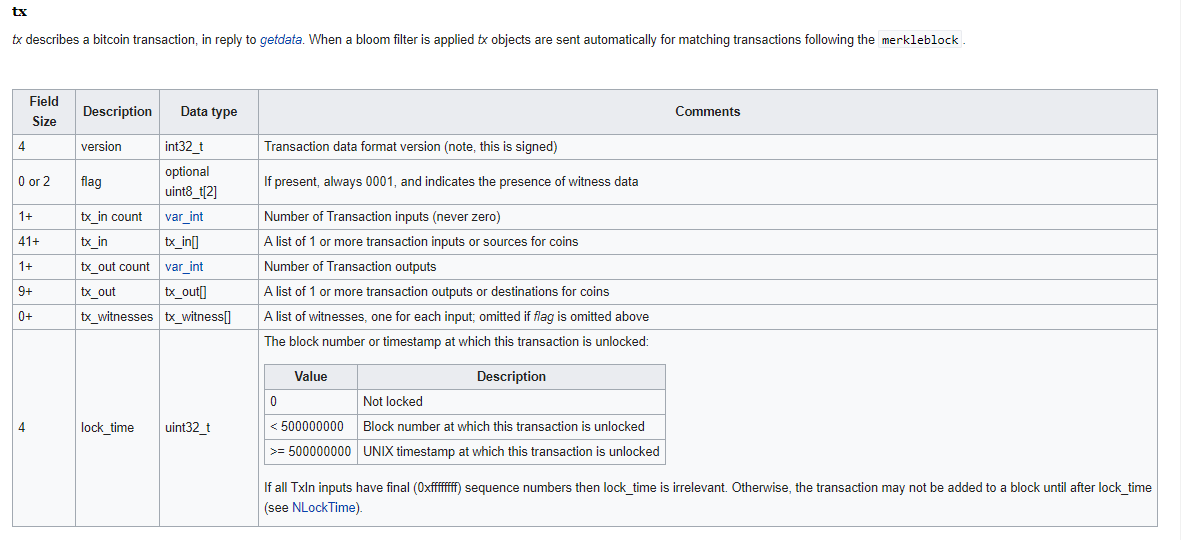 tx
tx describes a bitcoin transaction, in reply to getdata. When a bloom filter is applied tx objects are sent automatically for matching transactions following the merkleblock.
Field Size Description Data type Comments
4 version int32_t Transaction data format version (note, this is signed)
0 or 2 flag optional uint8_t[2] If present, always 0001, and indicates the presence of witness data
1+ tx_in count var_int Number of Transaction inputs (never zero)
41+ tx_in tx_in[] A list of 1 or more transaction inputs or sources for coins
1+ tx_out count var_int Number of Transaction outputs
9+ tx_out tx_out[] A list of 1 or more transaction outputs or destinations for coins
0+ tx_witnesses tx_witness[] A list of witnesses, one for each input; omitted if flag is omitted above
4 lock_time uint32_t The block number or timestamp at which this transaction is unlocked:
Value Description
0 Not locked
< 500000000 Block number at which this transaction is unlocked
>= 500000000 UNIX timestamp at which this transaction is unlocked
If all TxIn inputs have final (0xffffffff) sequence numbers then lock_time is irrelevant. Otherwise, the transaction may not be added to a block until after lock_time
(see NLockTime).